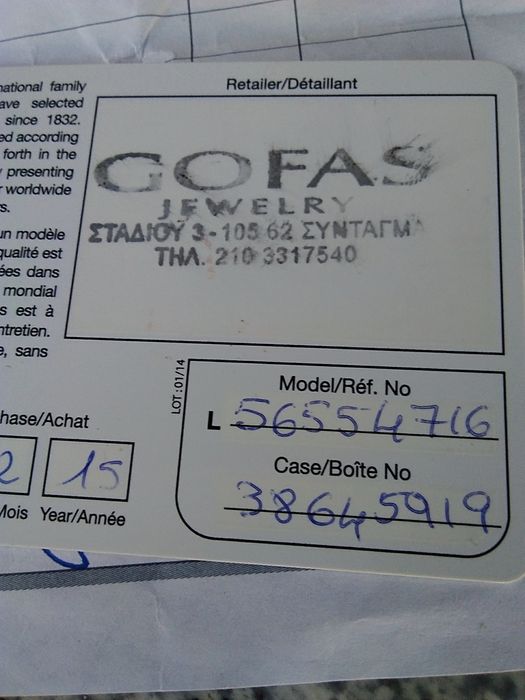 national family
have selected
since 1832.
ed according
forth in the
presenting
worldwide
s.
un modèle
qualité est
ées dans
mondial
s est à
ntretien.
e, sans
Retailer/Détaillant
GOFAS
JEWELRY
ΣΤΑΔΙΟΥ 3-105 62 ΣΥΝΤΑΓΜ
ΤΗΛ. 210 3317540
hase/Achat
2 15
Mois Year/Année
LOT : 01/14
Model/Réf. No
L 56554716
Case/Boîte No
38645919